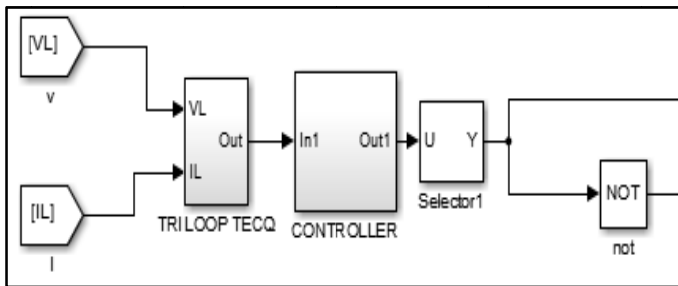 [VL]
v
VL
IL
Out
TRI LOOP TECQ
In1
Out1
CONTROLLER
U
Y
Selector1
NOT
not
[IL]
I